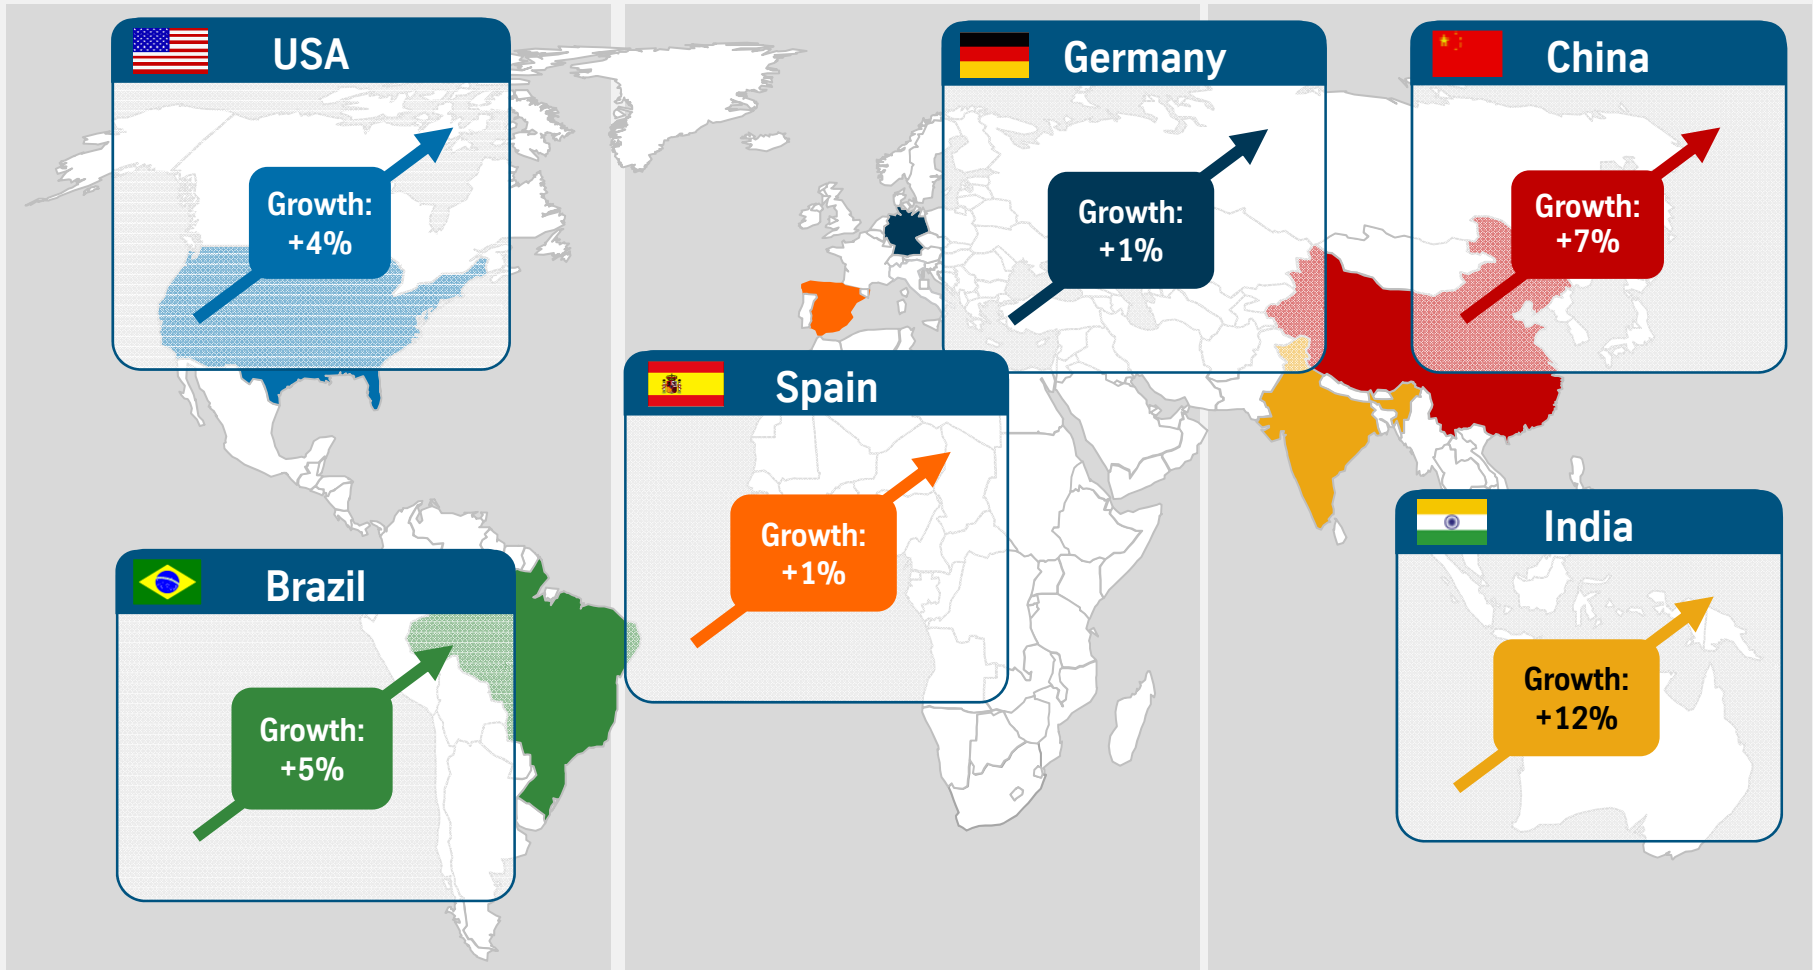 USA
Growth:
+4%
Germany
Growth:
+1%
China
Growth:
+7%
Spain
Growth:
+1%
Brazil
Growth:
+5%
India
Growth:
+12%